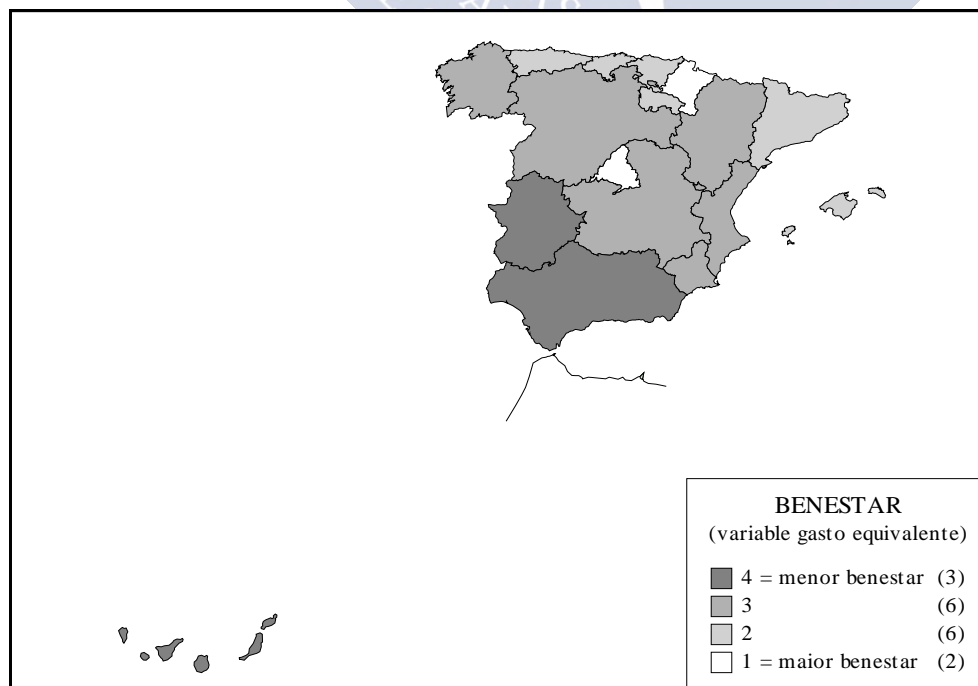 BENESTAR
(variable gasto equivalente)
4 = menor benestar (3)
3 (6)
2 (6)
1 = maior benestar (2)